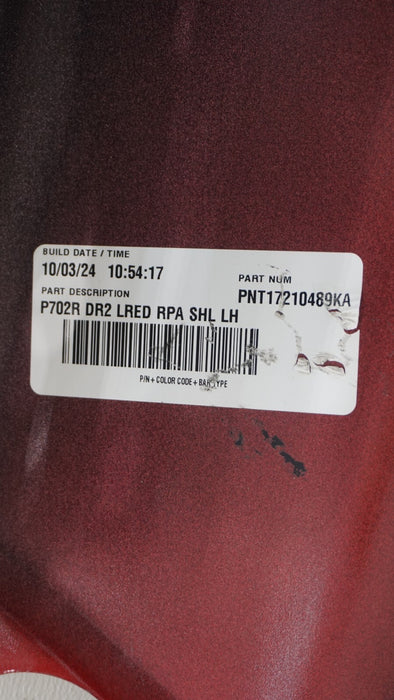 BUILD DATE / TIME
10/03/24 10:54:17
PART NUM
PART DESCRIPTION
PNT17210489KA
P702R DR2 LRED RPA SHL LH
P/N + COLOR CODE + BAR TYPE